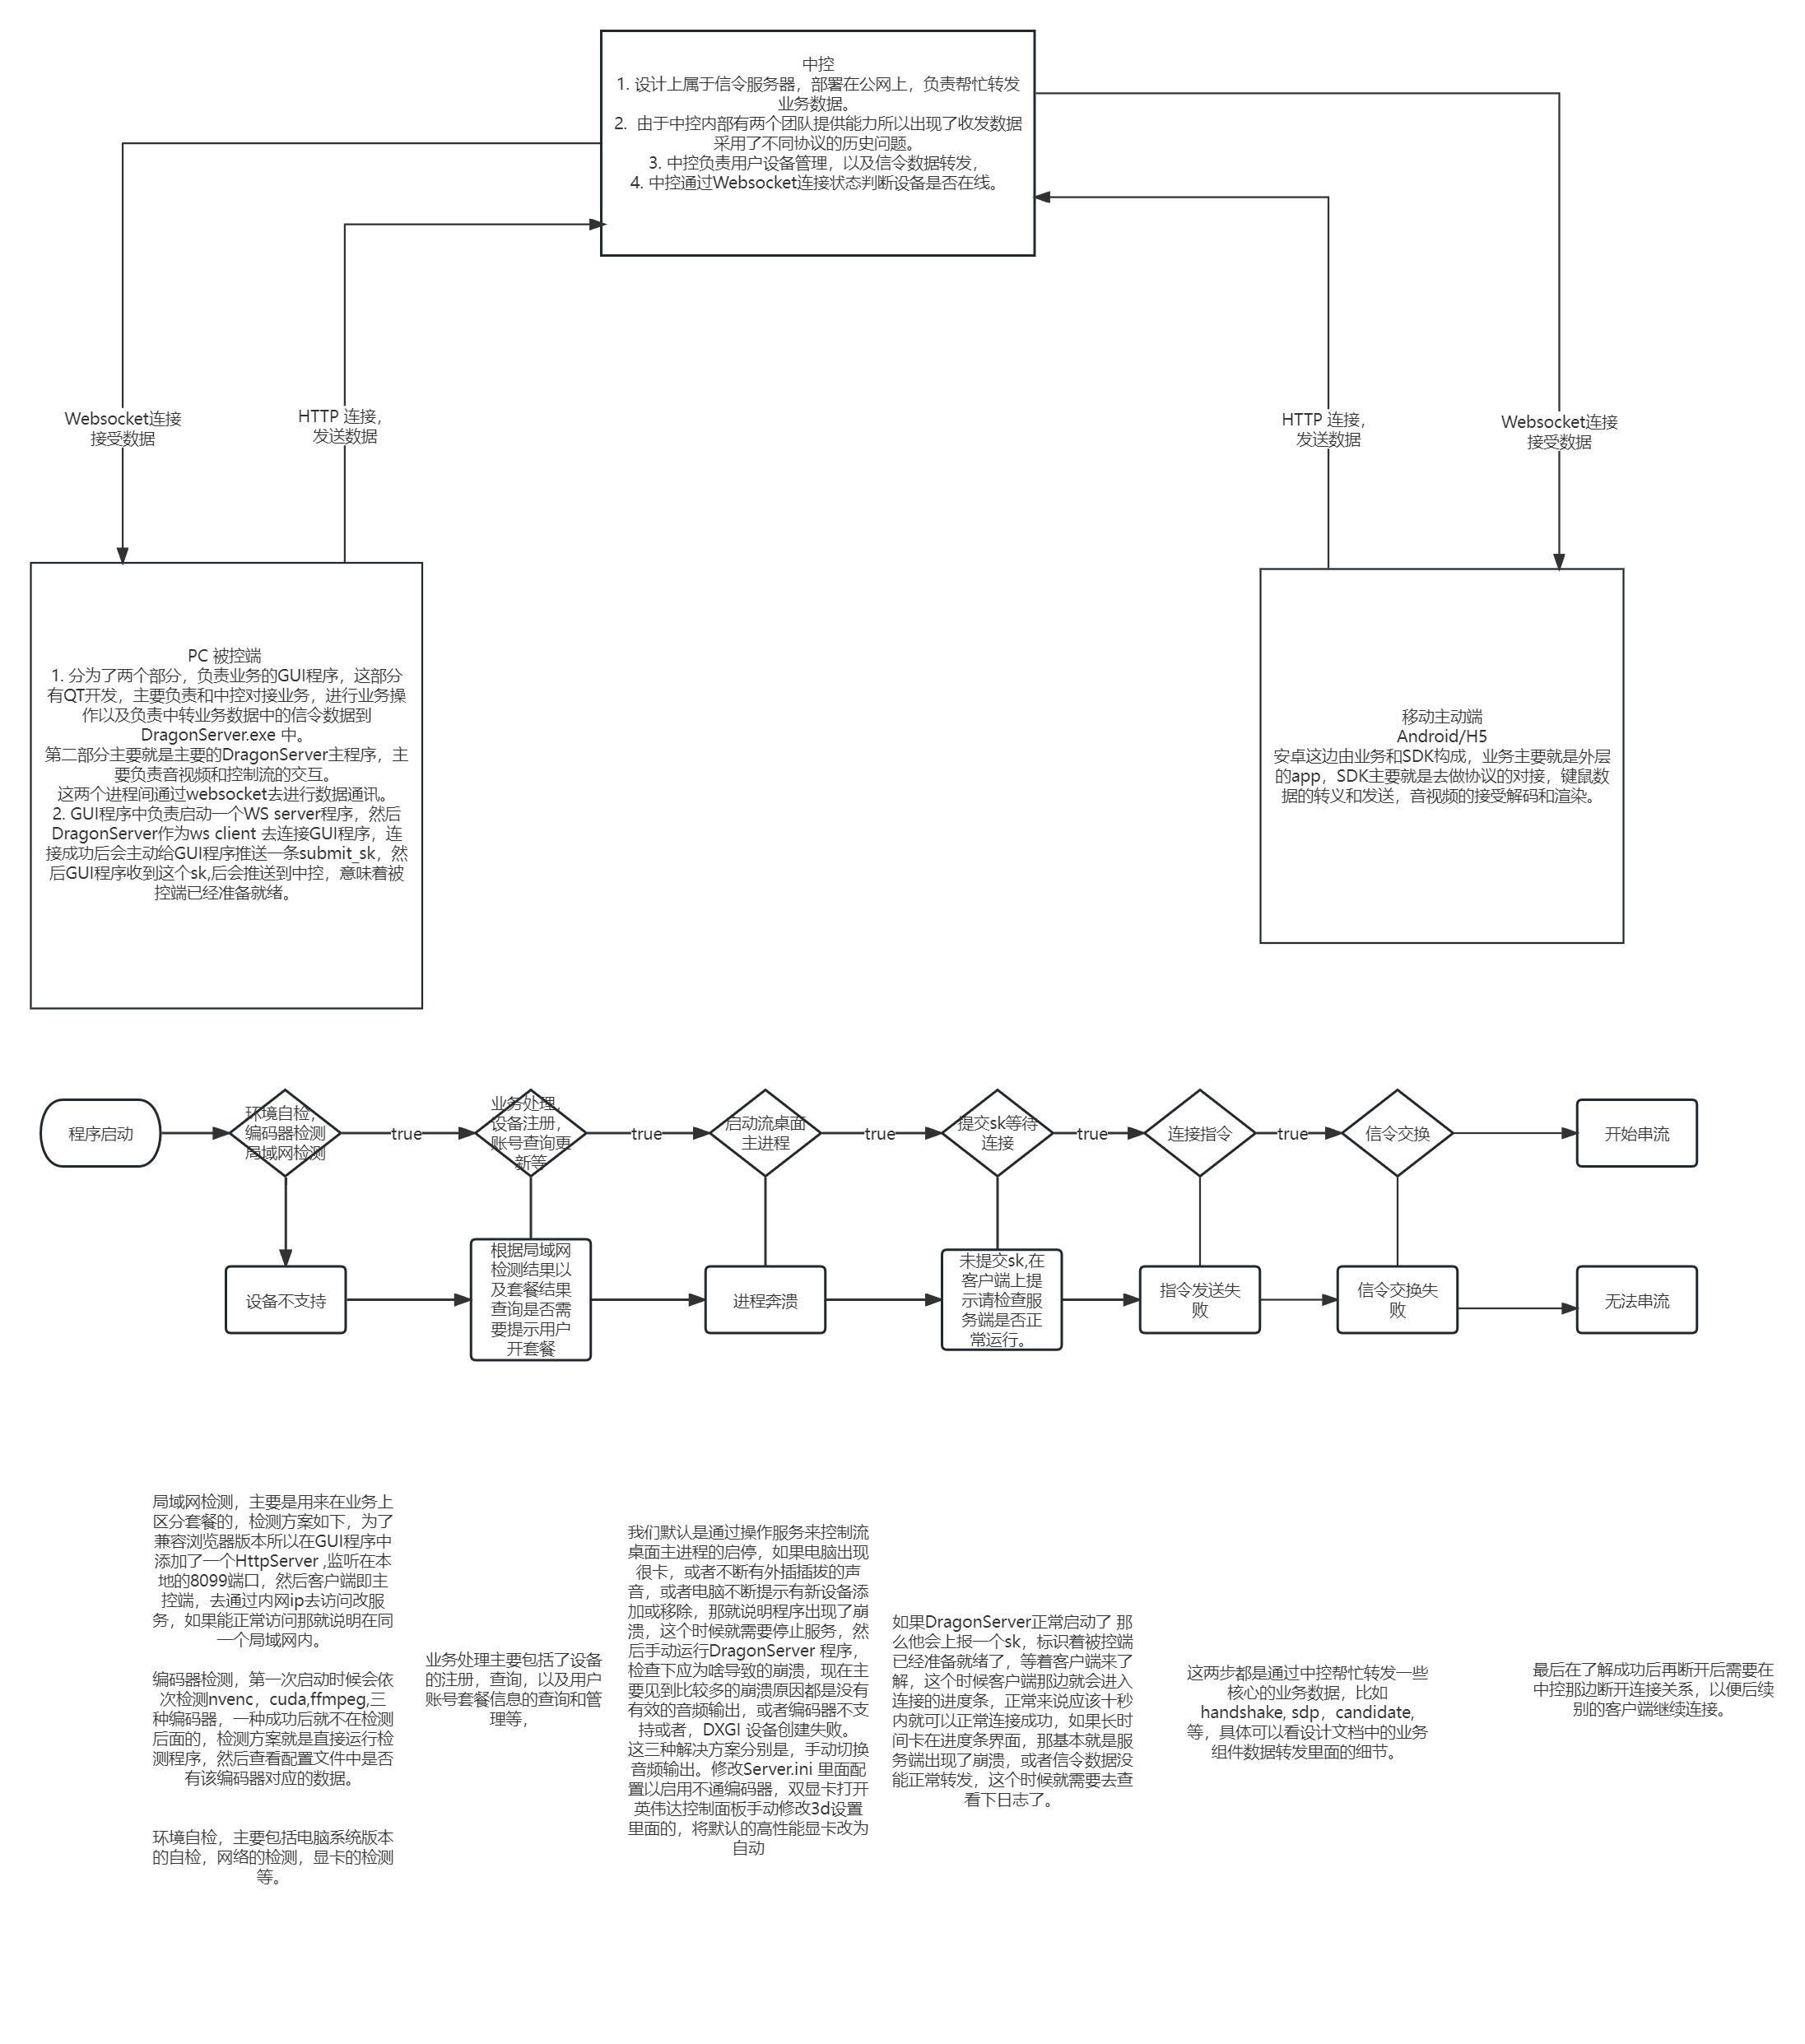 中控
1. 设计上属于信令服务器，部署在公网上，负责帮忙转发
业务数据。
2. 由于中控内部有两个团队提供能力所以出现了收发数据
采用了不同协议的历史问题。
3. 中控负责用户设备管理，以及信令数据转发，
4. 中控通过Websocket连接状态判断设备是否在线。
Websocket连接
接受数据
HTTP 连接，
发送数据
HTTP 连接，
发送数据
Websocket连接
接受数据
PC 被控端
1. 分为了两个部分，负责业务的GUI程序，这部分
有QT开发，主要负责和中控对接业务，进行业务操
作以及负责中转业务数据中的信令数据到
DragonServer.exe 中。
第二部分主要就是主要的DragonServer主程序，主
要负责音视频和控制流的交互。
这两个进程间通过websocket去进行数据通讯。
2. GUI程序中负责启动一个WS server程序，然后
DragonServer作为ws client 去连接GUI程序，连
接成功后会主动给GUI程序推送一条submit_sk，然
后GUI程序收到这个sk,后会推送到中控，意味着被
控端已经准备就绪。
移动主动端
Android/H5
安卓这边由业务和SDK构成，业务主要就是外层
的app，SDK主要就是去做协议的对接，键鼠数
据的转义和发送，音视频的接受解码和渲染。
程序启动
环境自检，
编码器检测
局域网检测
true
业务处理，
设备注册，
账号查询更
新等
true
启动流桌面
主进程
true
提交sk等待
连接
true
连接指令
true
信令交换
开始串流
设备不支持
根据局域网
检测结果以
及套餐结果
查询是否需
要提示用户
开套餐
进程奔溃
未提交sk,在
客户端上提
示请检查服
务端是否正
常运行。
指令发送失
败
信令交换失
败
无法串流
局域网检测，主要是用来在业务上
区分套餐的，检测方案如下，为了
兼容浏览器版本所以在GUI程序中
添加了一个HttpServer ,监听在本
地的8099端口，然后客户端即主
控端，去通过内网ip去访问改服
务，如果能正常访问那就说明在同
一个局域网内。
编码器检测，第一次启动时候会依
次检测nvenc，cuda,ffmpeg,三
种编码器，一种成功后就不在检测
后面的，检测方案就是直接运行检
测程序，然后查看配置文件中是否
有该编码器对应的数据。
环境自检，主要包括电脑系统版本
的自检，网络的检测，显卡的检测
等。
业务处理主要包括了设备
的注册，查询，以及用户
账号套餐信息的查询和管
理等，
我们默认是通过操作服务来控制流
桌面主进程的启停，如果电脑出现
很卡，或者不断有外插插拔的声
音，或者电脑不断提示有新设备添
加或移除，那就说明程序出现了崩
溃，这个时候就需要停止服务，然
后手动运行DragonServer 程序，
检查下应为啥导致的崩溃，现在主
要见到比较多的崩溃原因都是没有
有效的音频输出，或者编码器不支
持或者，DXGI 设备创建失败。
这三种解决方案分别是，手动切换
音频输出。修改Server.ini 里面配
置以启用不通编码器，双显卡打开
英伟达控制面板手动修改3d设置
里面的，将默认的高性能显卡改为
自动
如果DragonServer正常启动了 那
么他会上报一个sk，标识着被控端
已经准备就绪了，等着客户端来了
解，这个时候客户端那边就会进入
连接的进度条，正常来说应该十秒
内就可以正常连接成功，如果长时
间卡在进度条界面，那基本就是服
务端出现了崩溃，或者信令数据没
能正常转发，这个时候就需要去查
看下日志了。
这两步都是通过中控帮忙转发一些
核心的业务数据，比如
handshake, sdp，candidate,
等，具体可以看设计文档中的业务
组件数据转发里面的细节。
最后在了解成功后再断开后需要在
中控那边断开连接关系，以便后续
别的客户端继续连接。